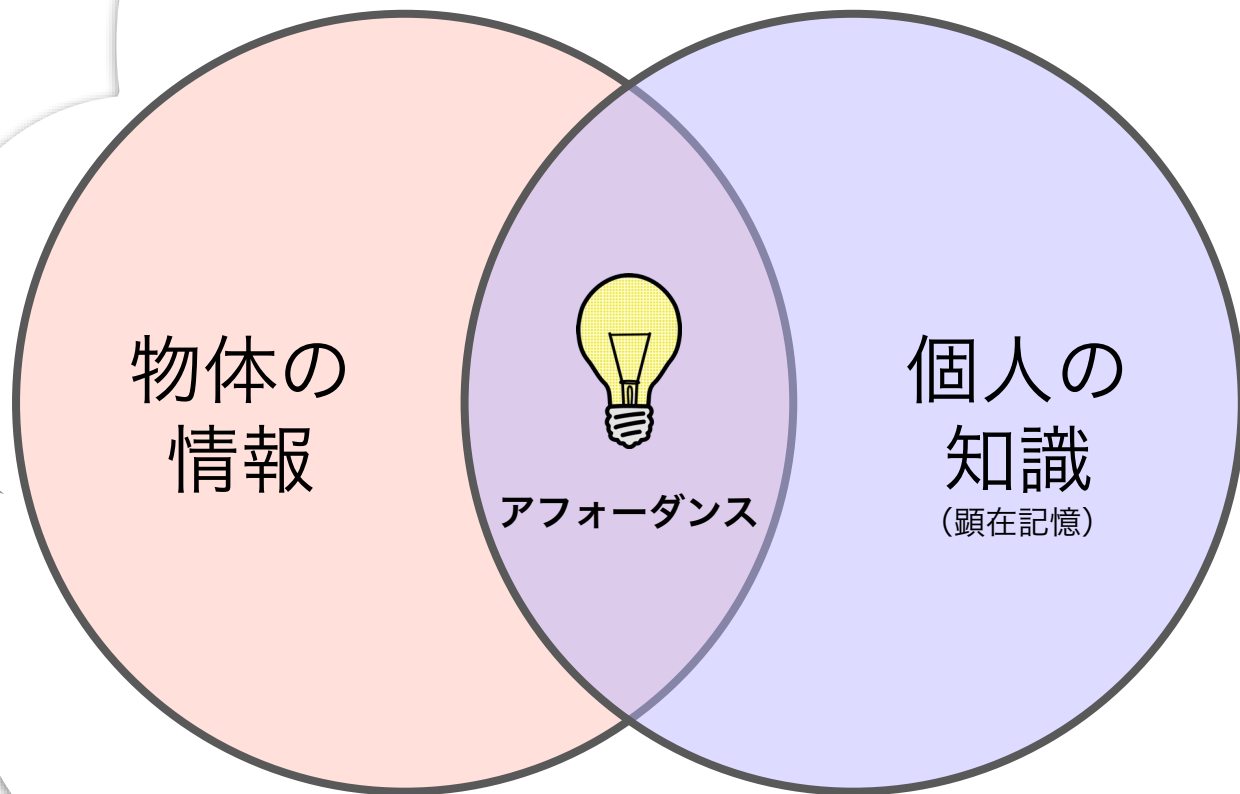 物体の
情報
アフォーダンス
個人の
知識
（顕在記憶）